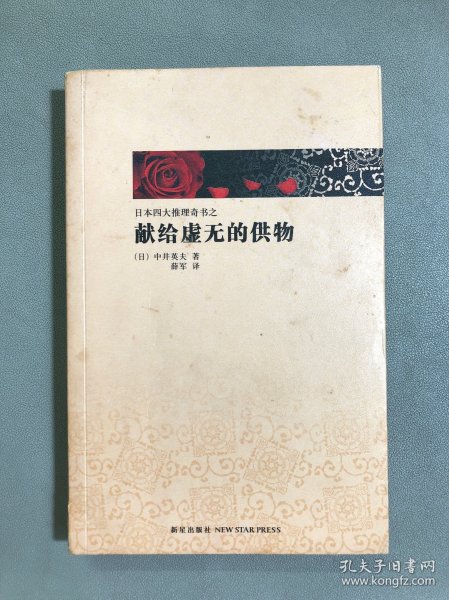 日本四大推理奇书之
献给虚无的供物
(日) 中井英夫 著
薛军 译
新星出版社 NEW STAR PRESS
孔夫子旧书网
www.kongfz.com